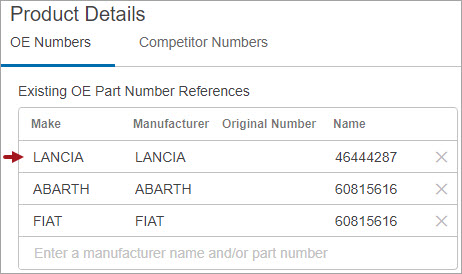 Product Details
OE Numbers Competitor Numbers
Existing OE Part Number References
Make Manufacturer Original Number Name
LANCIA LANCIA 46444287
ABARTH ABARTH 60815616
FIAT FIAT 60815616
Enter a manufacturer name and/or part number